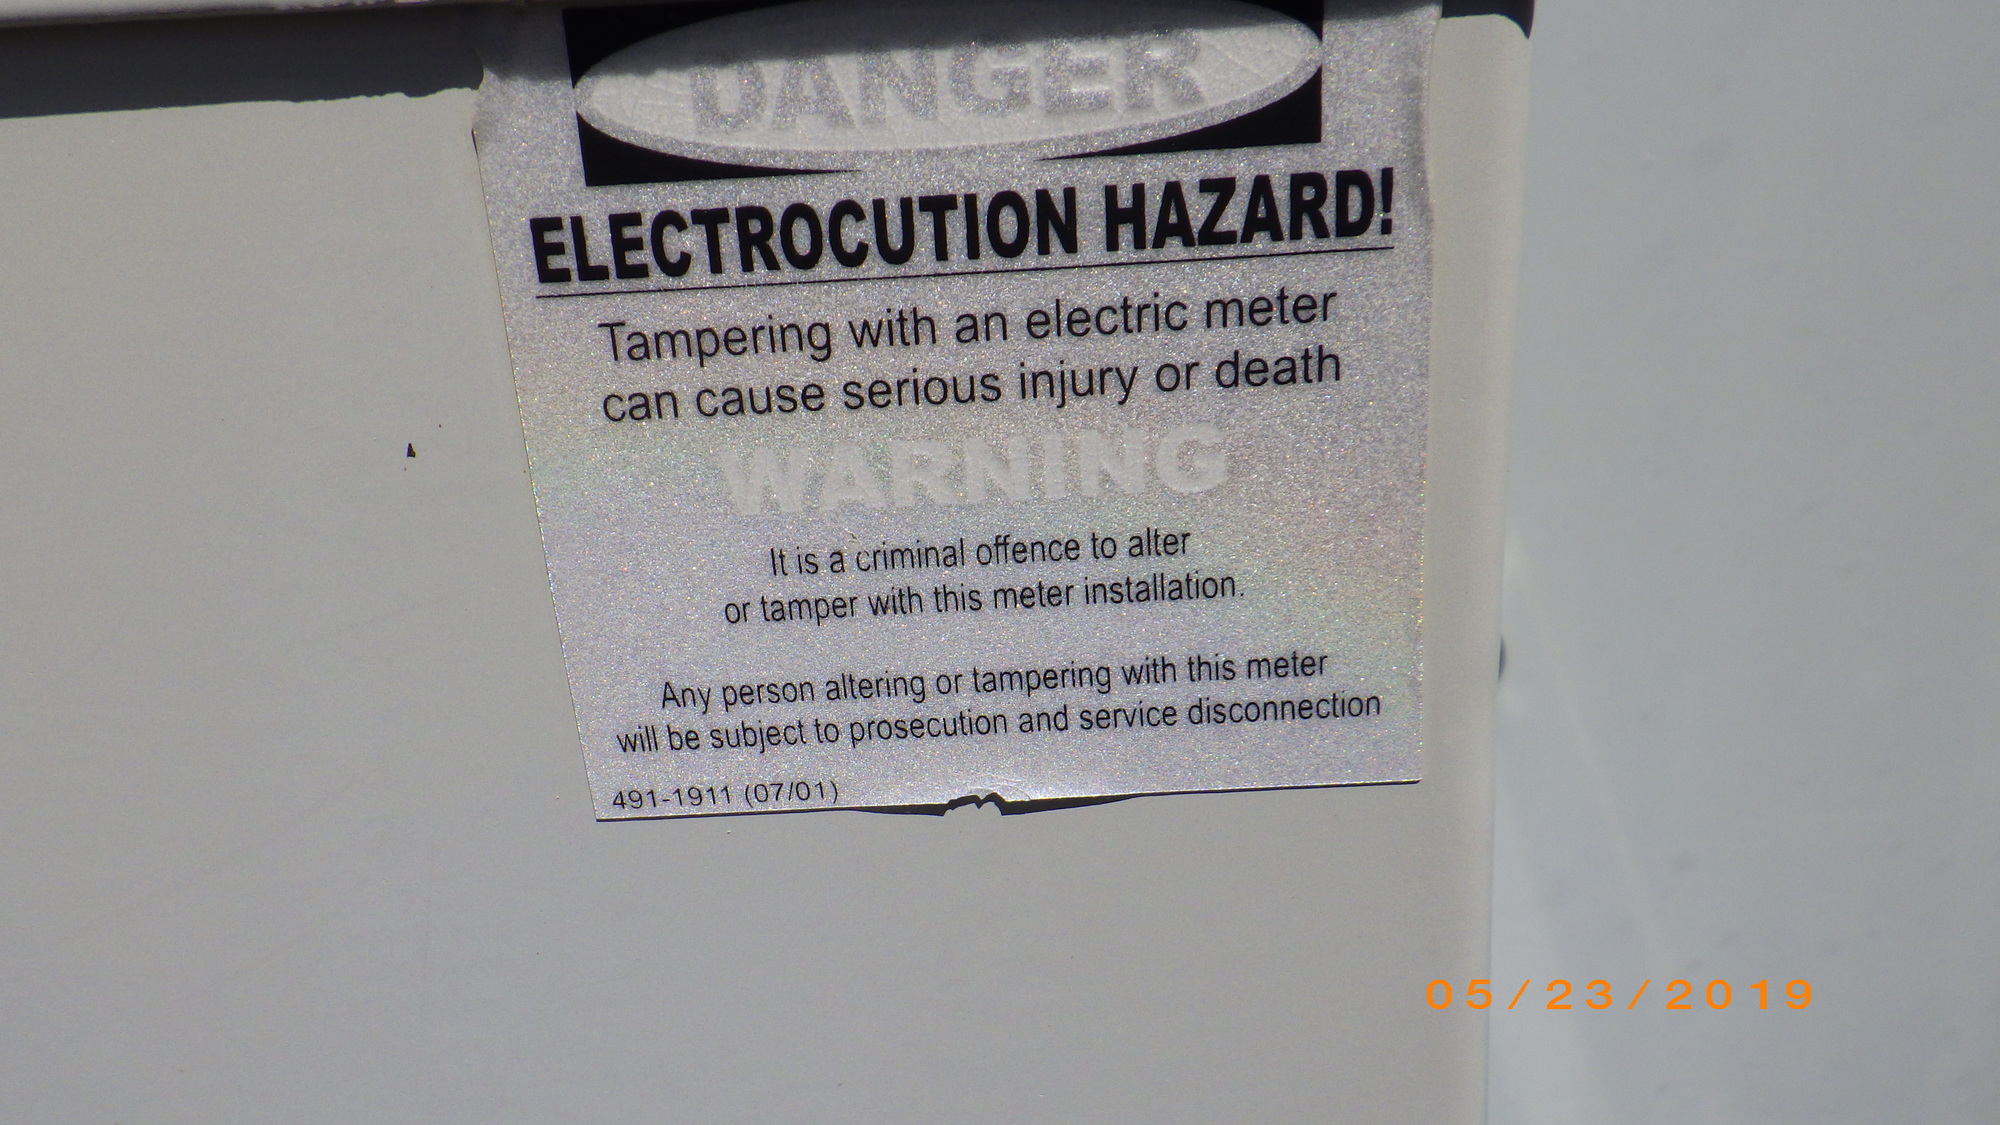 DANGER
ELECTROCUTION HAZARD!
Tampering with an electric meter
can cause serious injury or death
WARNING
It is a criminal offence to alter
or tamper with this meter installation.
Any person altering or tampering with this meter
will be subject to prosecution and service disconnection
491-1911 (07/01)
05/23/2019